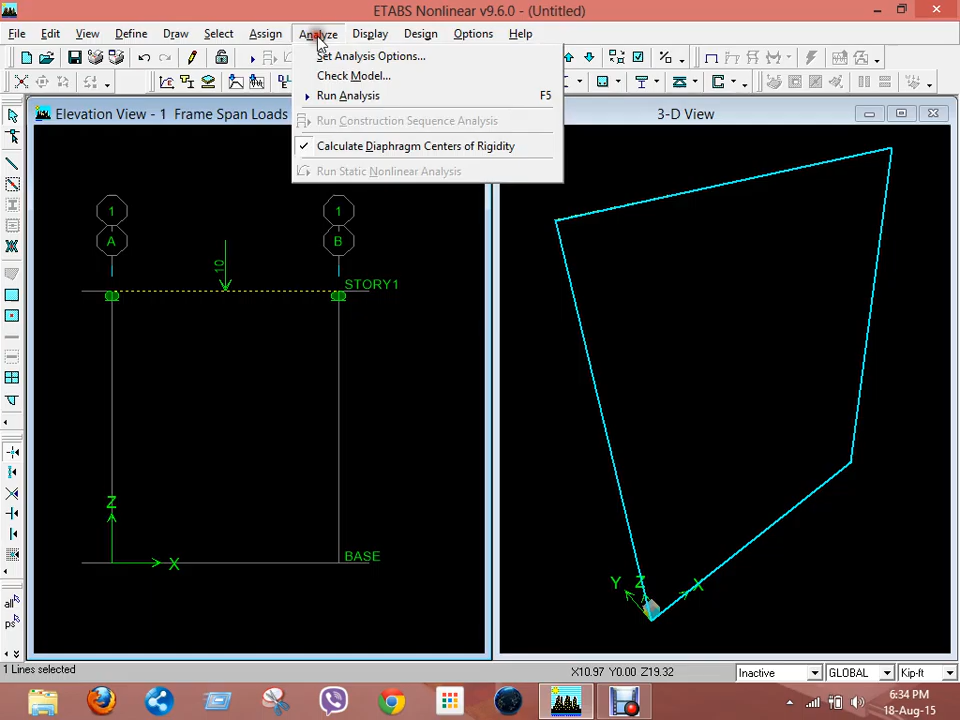 ETABS Nonlinear v9.6.0 - (Untitled)
File Edit View Define Draw Select Assign Analyze Display Design Options Help
Set Analysis Options...
Check Model...
Run Analysis F5
Run Construction Sequence Analysis
Calculate Diaphragm Centers of Rigidity
Run Static Nonlinear Analysis
Elevation View - 1 Frame Span Loads
3-D View
1 1
A B
10
STORY1
Z
X
BASE
Y Z X
all
ps
1 Lines selected
X10.97 Y0.00 Z19.32
Inactive
GLOBAL
Kip-ft
6:34 PM
18-Aug-15